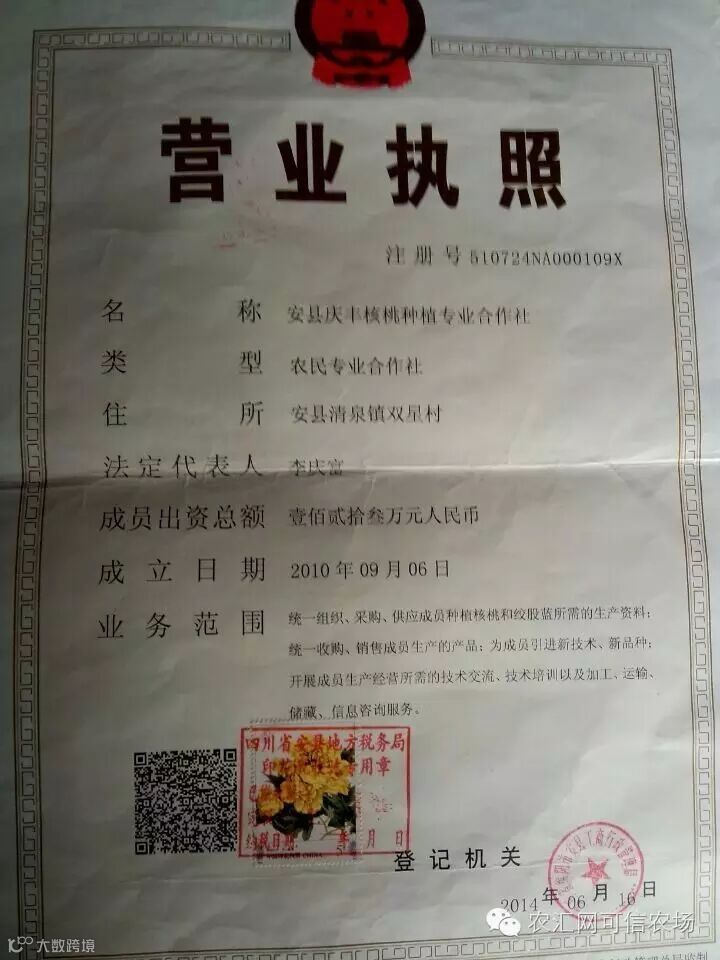 营业执照
注册号 510724NA000109X
名称 安县庆丰核桃种植专业合作社
类型 农民专业合作社
住所 安县清泉镇双星村
法定代表人 李庆富
成员出资总额 壹佰贰拾叁万元人民币
成立日期 2010年09月06日
业务范围 统一组织、采购、供应成员种植核桃和绞股蓝所需的生产资料;
统一收购、销售成员生产的产品;为成员引进新技术、新品种;
开展成员生产经营所需的技术交流、技术培训以及加工、运输、
储藏、信息咨询服务。
四川省安县地方税务局
印花 专用章
年 月 日
登记机关
2014年06月16日
农汇网可信农场
大数跨境